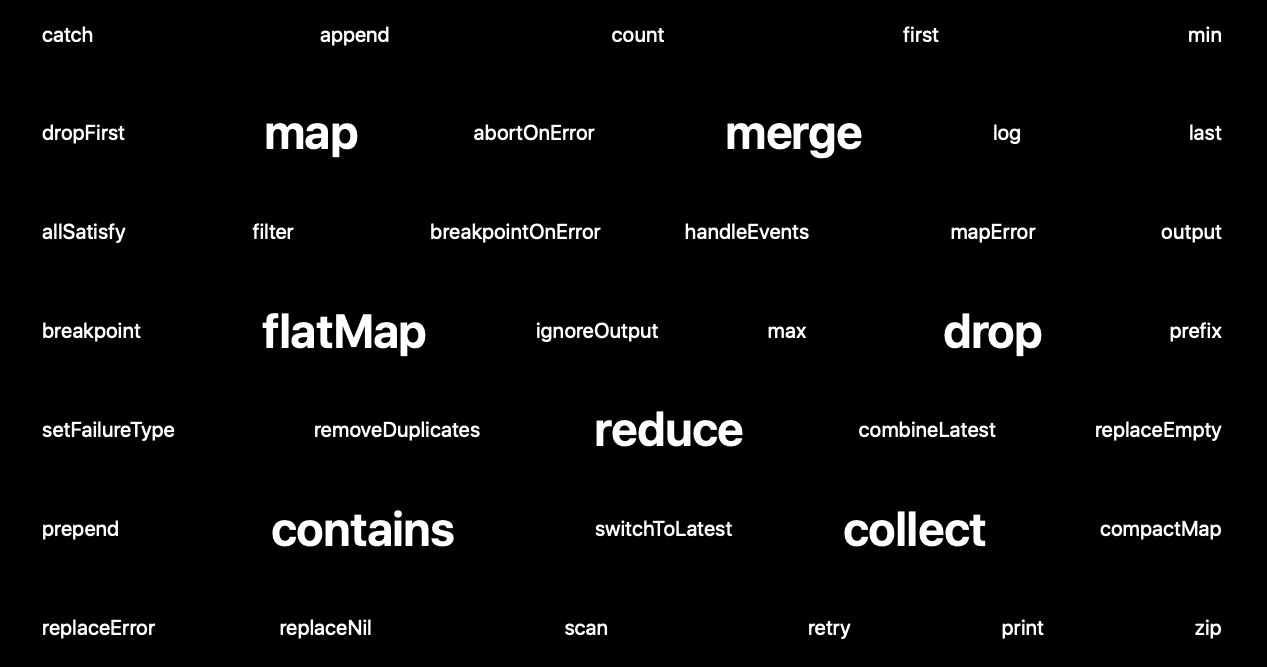 catch append count first min
dropFirst map abortOnError merge log last
allSatisfy filter breakpointOnError handleEvents mapError output
breakpoint flatMap ignoreOutput max drop prefix
setFailureType removeDuplicates reduce combineLatest replaceEmpty
prepend contains switchToLatest collect compactMap
replaceError replaceNil scan retry print zip